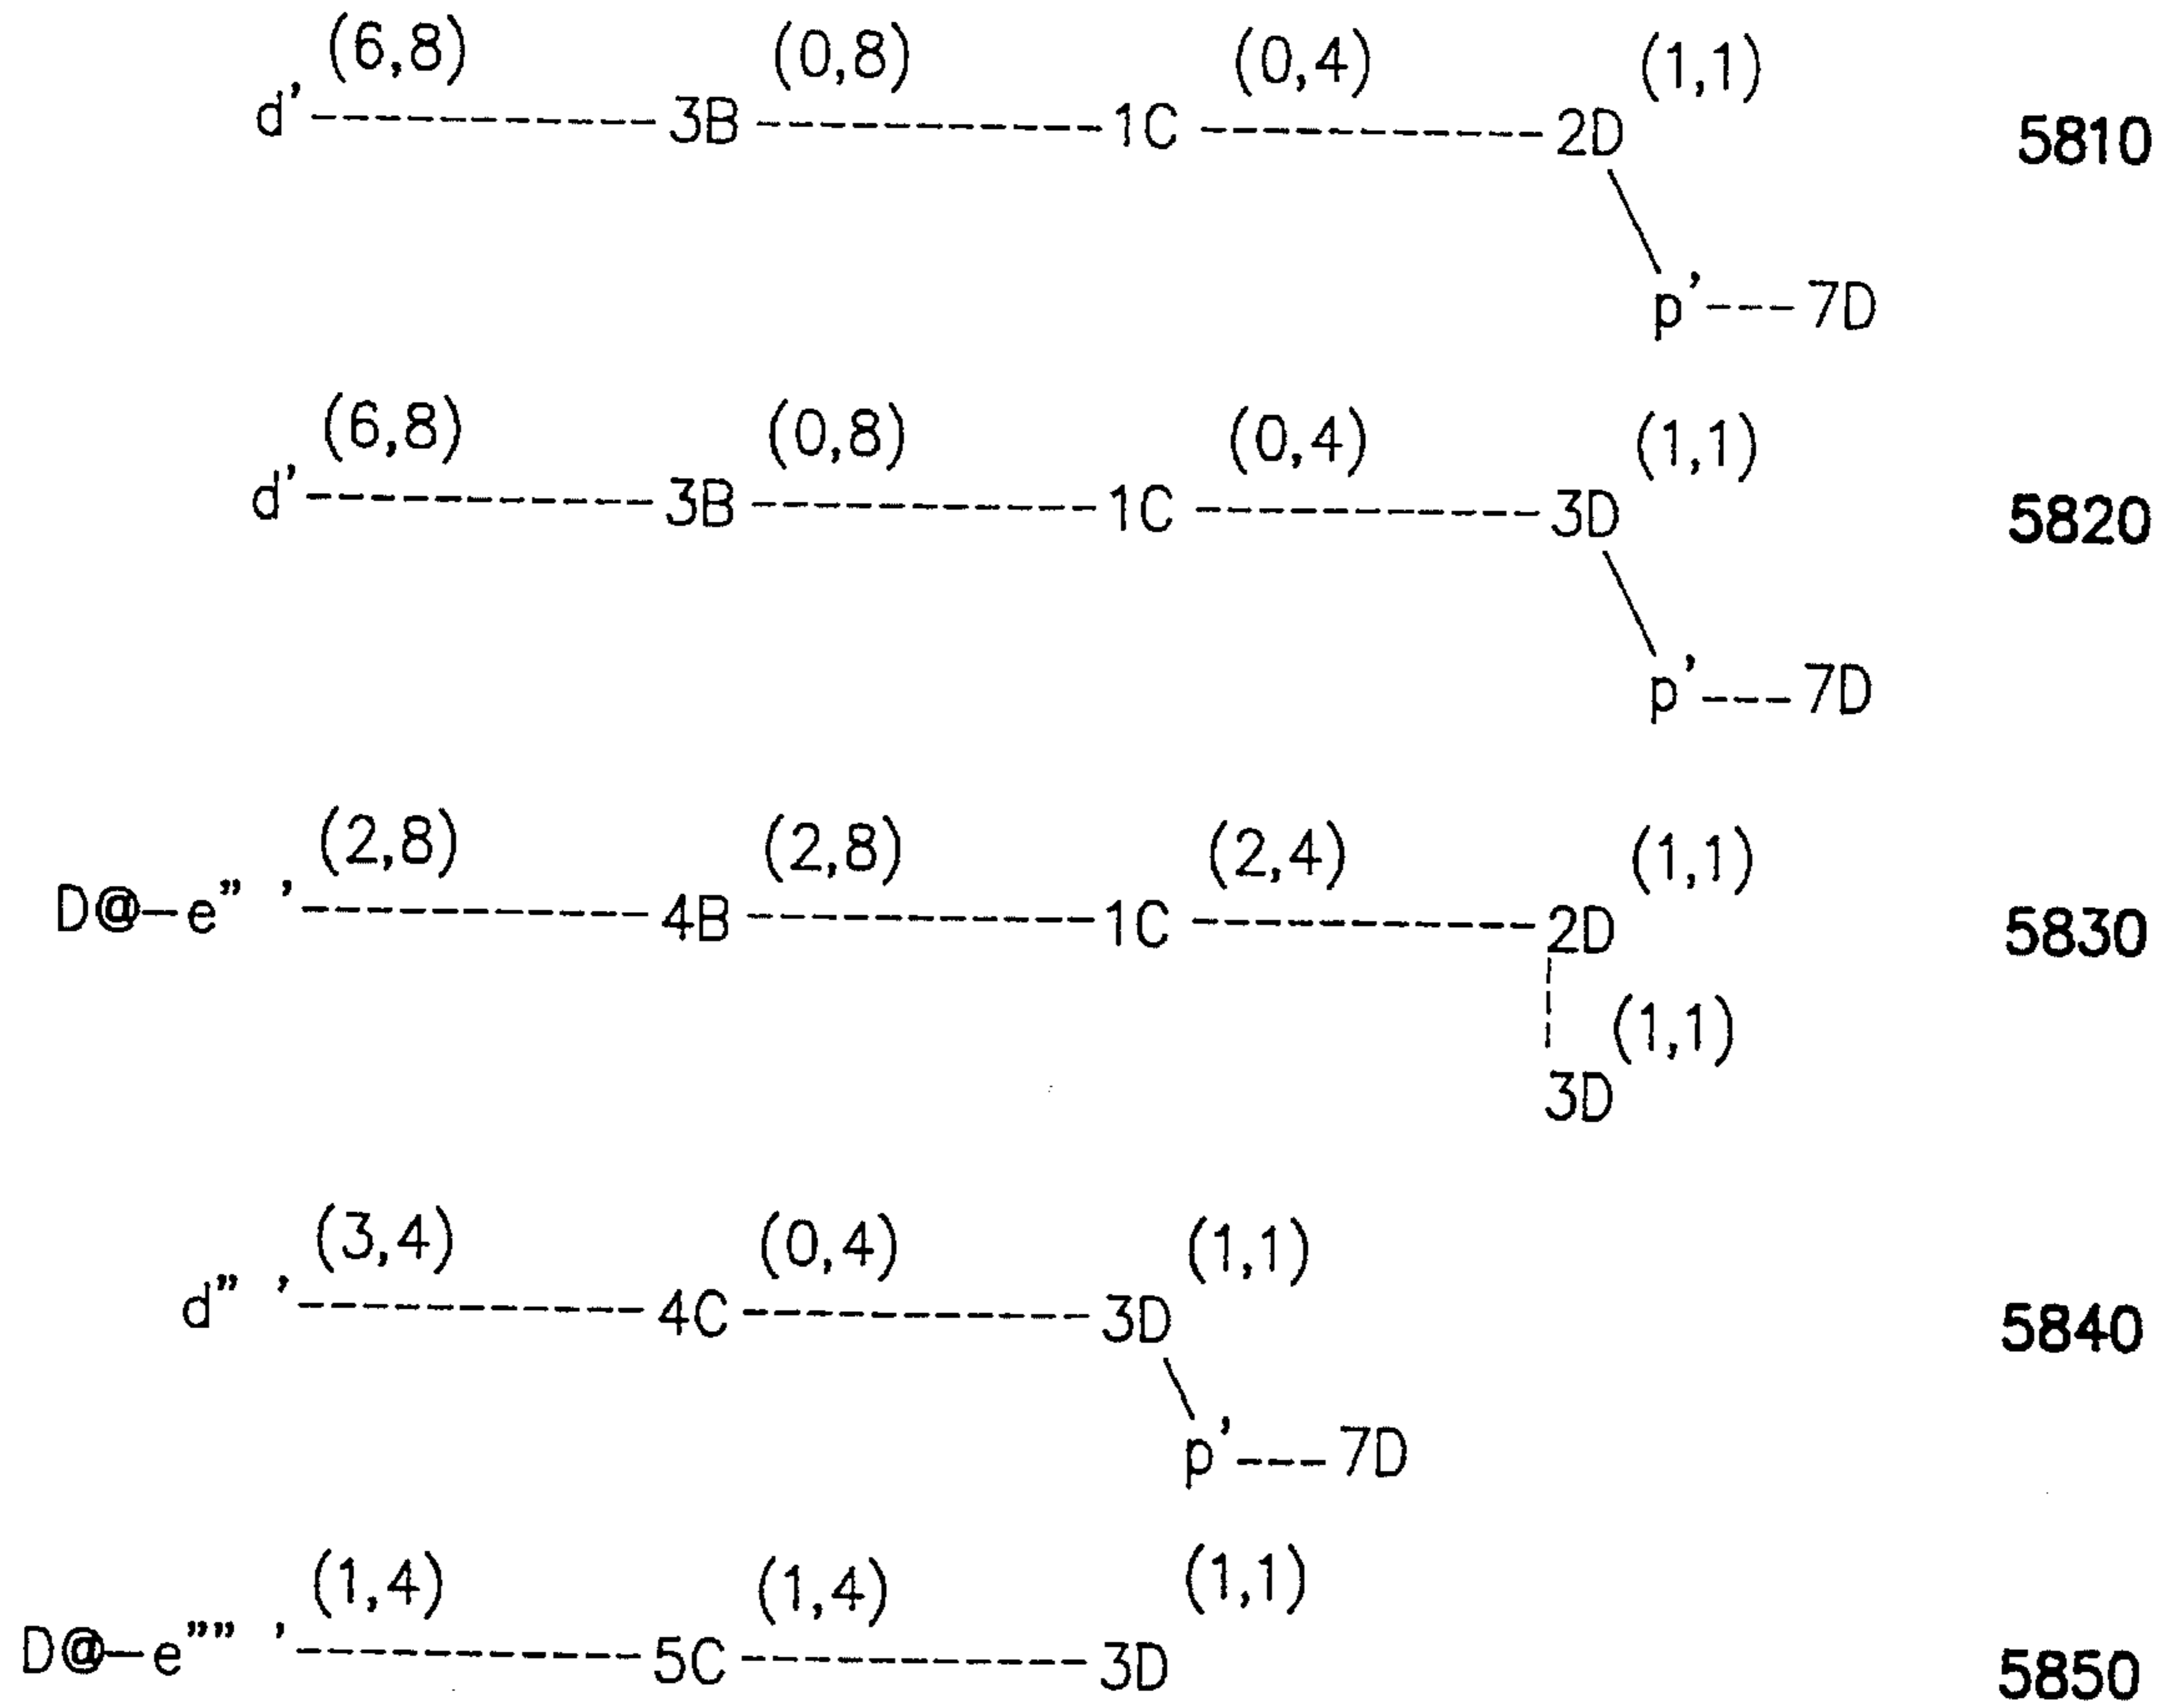 (6,8) (0,8) (0,4) (1,1)
d' 3B 1C 2D 5810
p' 7D
(6,8) (0,8) (0,4) (1,1)
d' 3B 1C 3D 5820
p' 7D
(2,8) (2,8) (2,4) (1,1)
D@-e" ' 4B 1C 2D 5830
(1,1)
3D
(3,4) (0,4) (1,1)
d" ' 4C 3D 5840
p' 7D
(1,4) (1,4) (1,1)
D@-e"" ' 5C 3D 5850